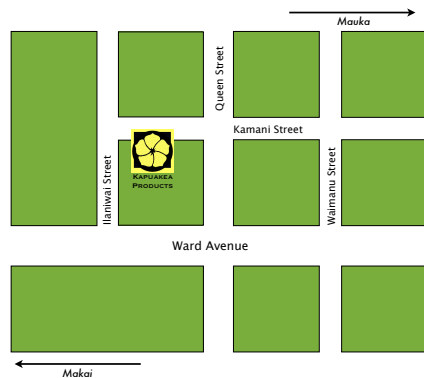 Mauka
Queen Street
Kamani Street
Ilaniwai Street
KAPUAKEA
PRODUCTS
Waimanu Street
Ward Avenue
Makai